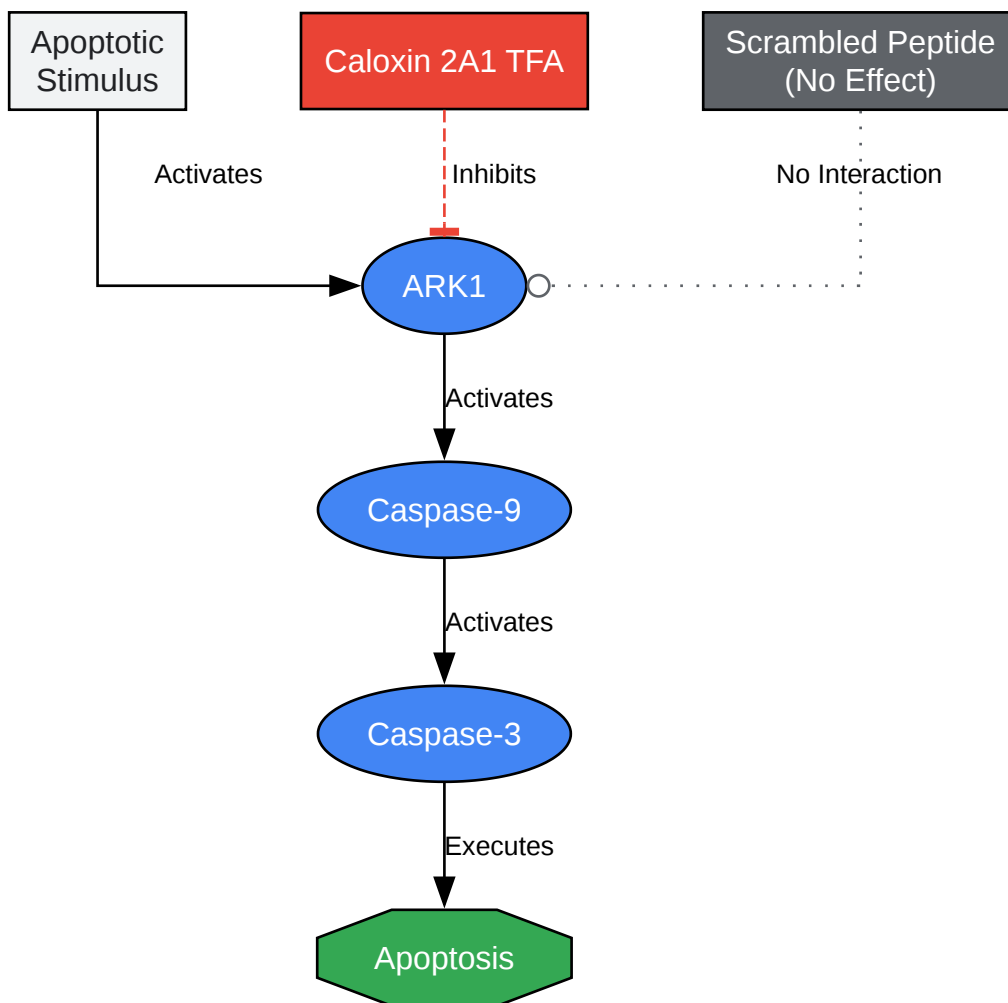 Apoptotic
Stimulus
Caloxin 2A1 TFA
Scrambled Peptide
(No Effect)
Activates
Inhibits
No Interaction
ARK1
Activates
Caspase-9
Activates
Caspase-3
Executes
Apoptosis